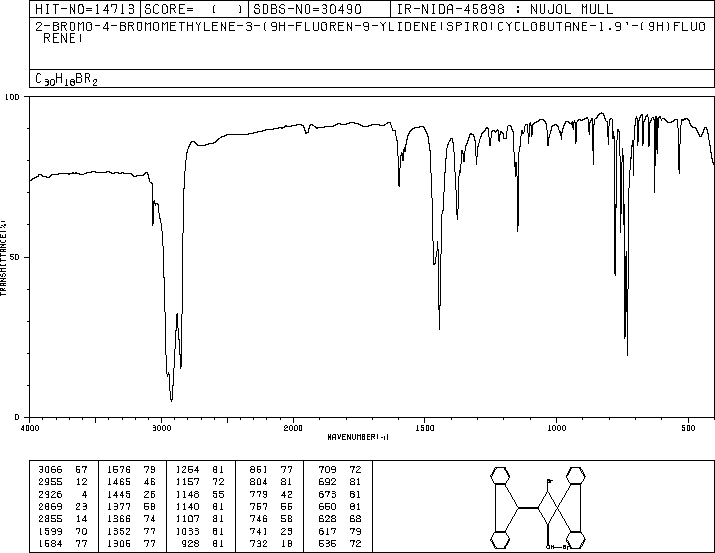 HIT-NO=14713 SCORE= ( ) SDBS-NO=30490 IR-NIDA-45898 : NUJOL MULL
2-BROMO-4-BROMOMETHYLENE-3-(9H-FLUOREN-9-YLIDENE)SPIRO(CYCLOBUTANE-1,9'-(9H)FLUO
RENE)
C30H18BR2
100
50
0
TRANSMITTANCE(%)
4000 3000 2000 1500 1000 500
WAVENUMBER(-1)
3066 57 1576 79 1254 81 861 77 709 72
2955 12 1465 46 1157 72 804 81 692 81
2926 4 1445 26 1148 55 779 42 673 81
2869 23 1377 58 1140 81 757 55 660 81
2855 14 1366 74 1107 81 746 58 628 68
1599 70 1352 77 1033 81 741 23 617 79
1584 77 1306 77 928 81 732 18 535 72
Br
CH—Br